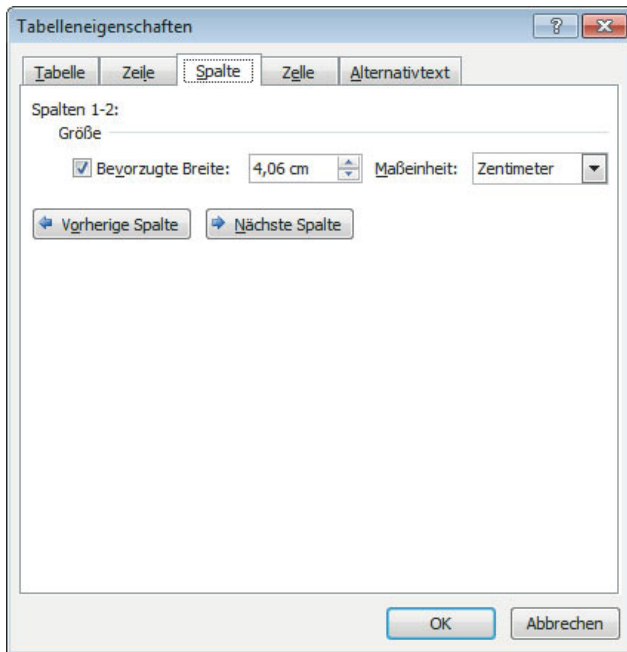 Tabelleneigenschaften
Tabelle Zeile Spalte Zelle Alternativtext
Spalten 1-2:
Größe
Bevorzugte Breite: 4,06 cm Maßeinheit: Zentimeter
Vorherige Spalte Nächste Spalte
OK Abbrechen